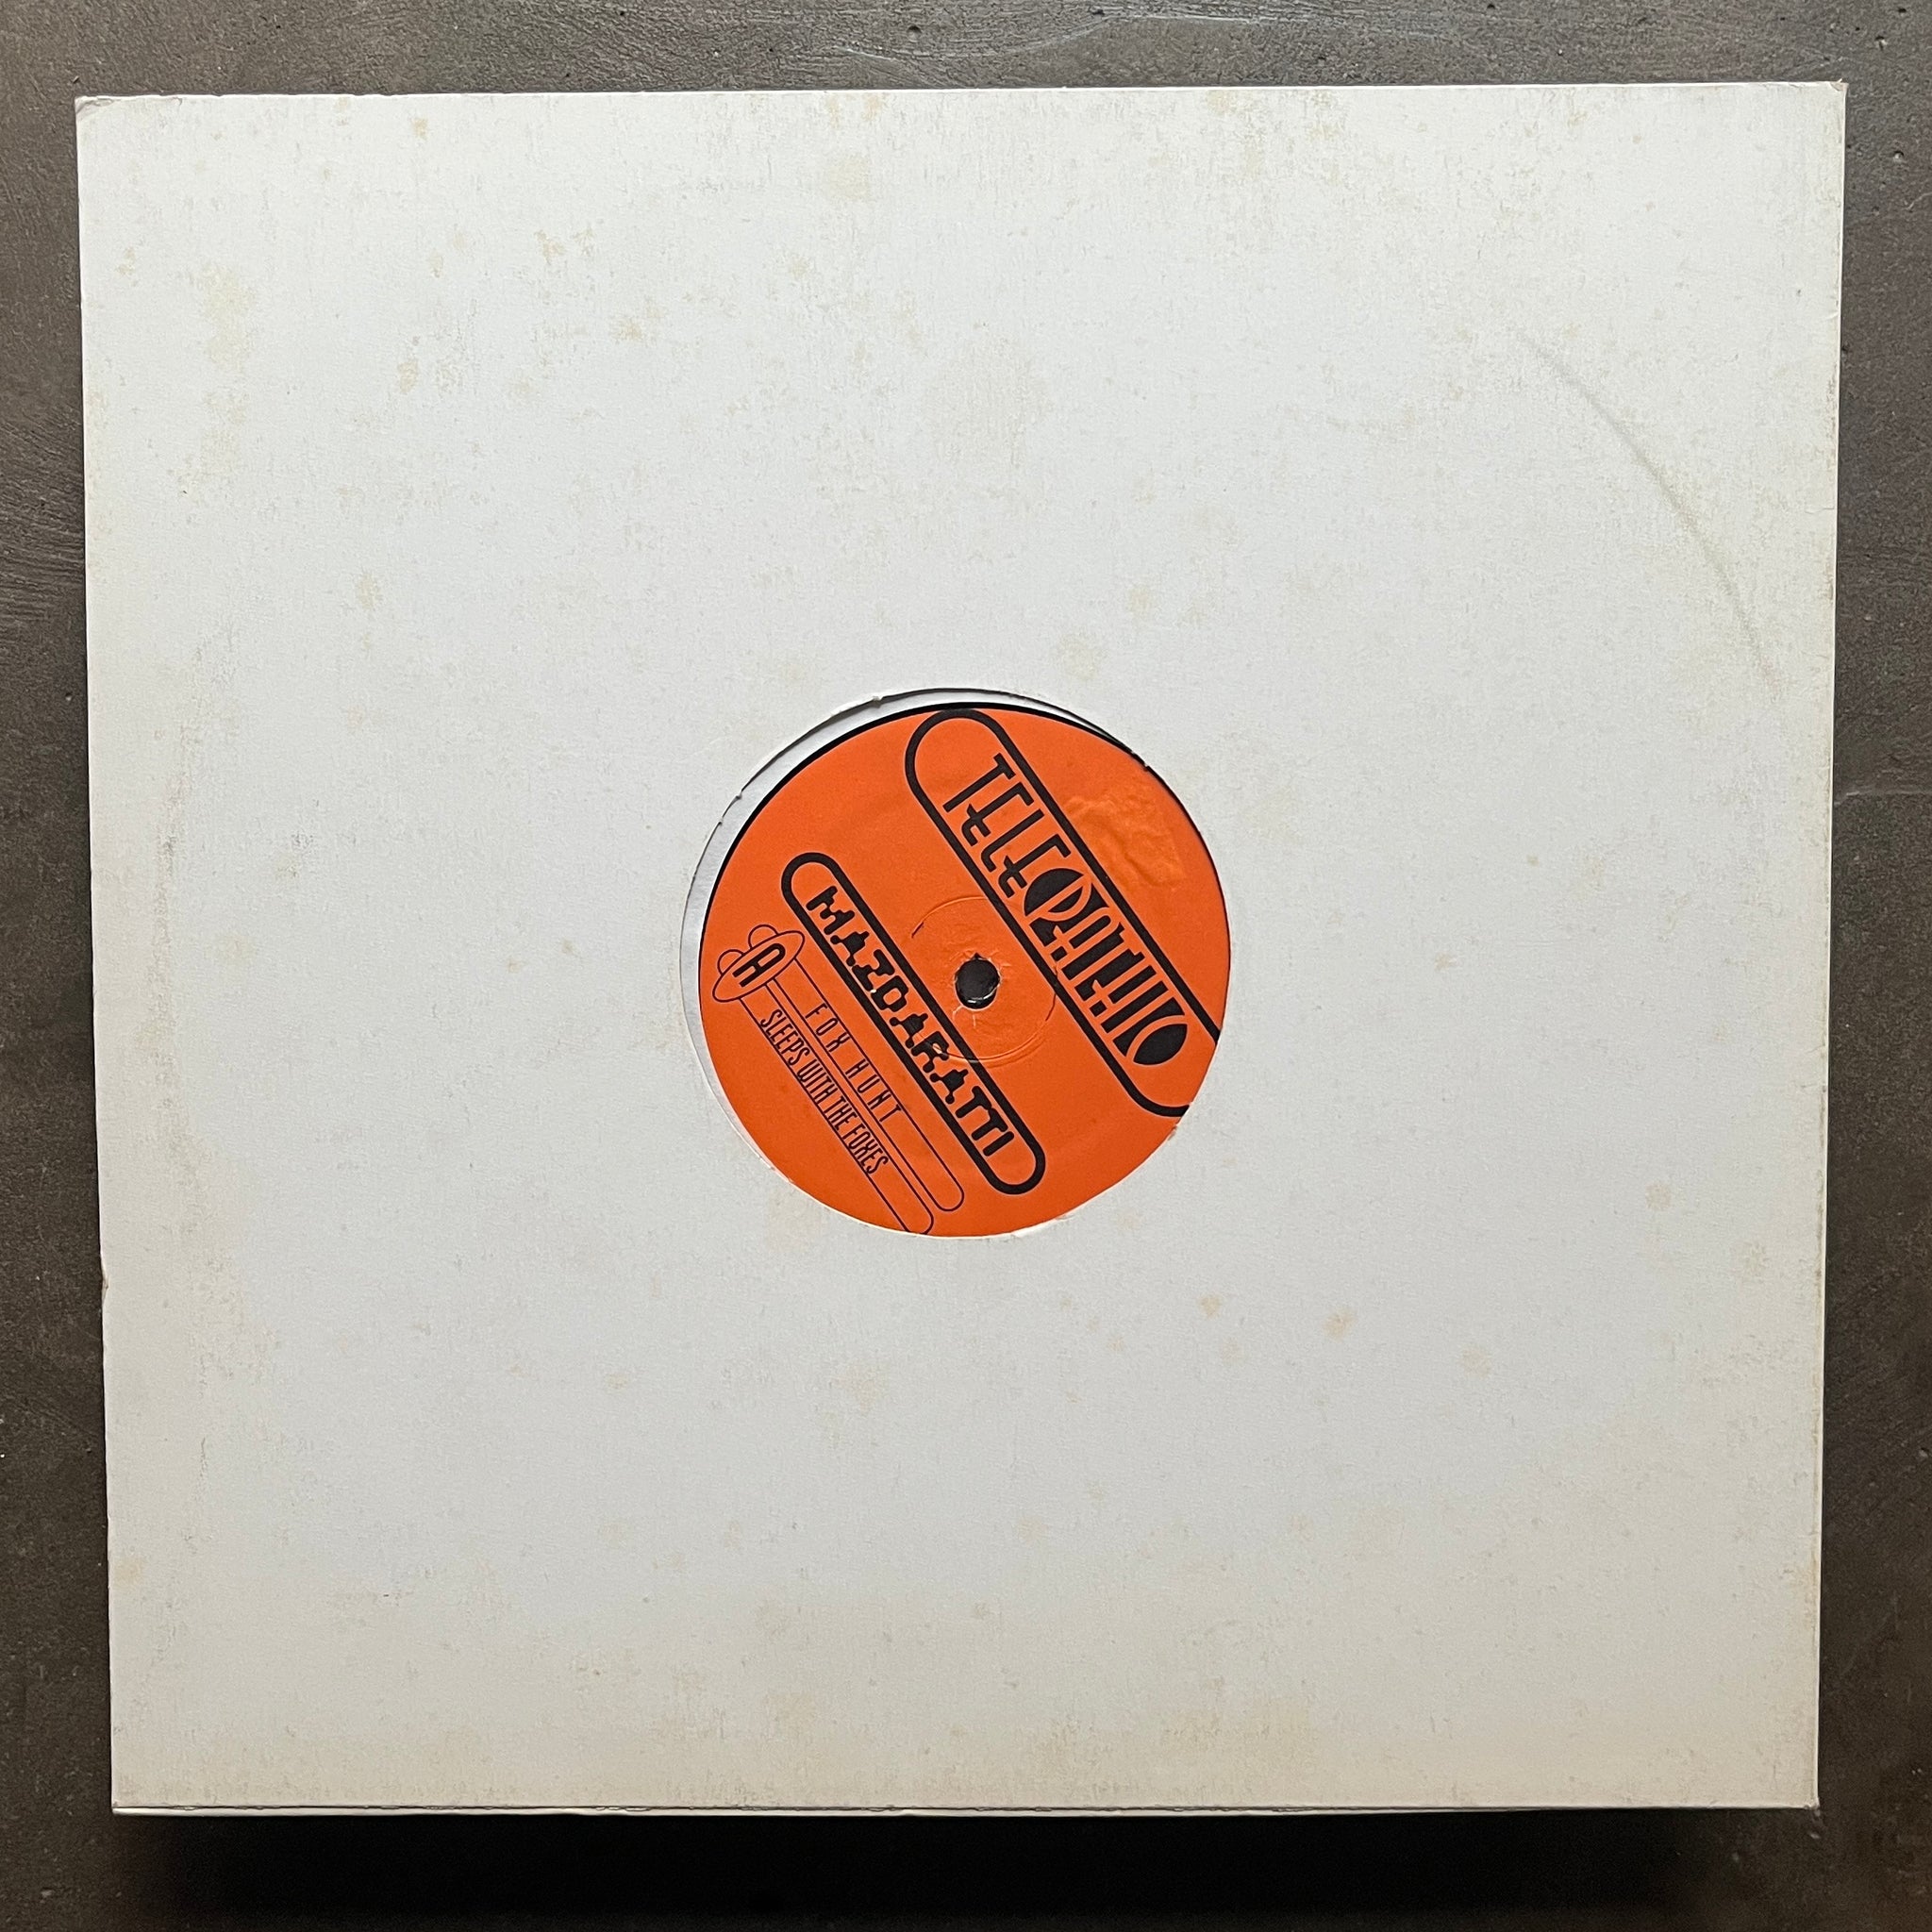 TELEPATHIC
MAZDARATTI
A
FOX HUNT
SLEEPS WITH THE FOXES